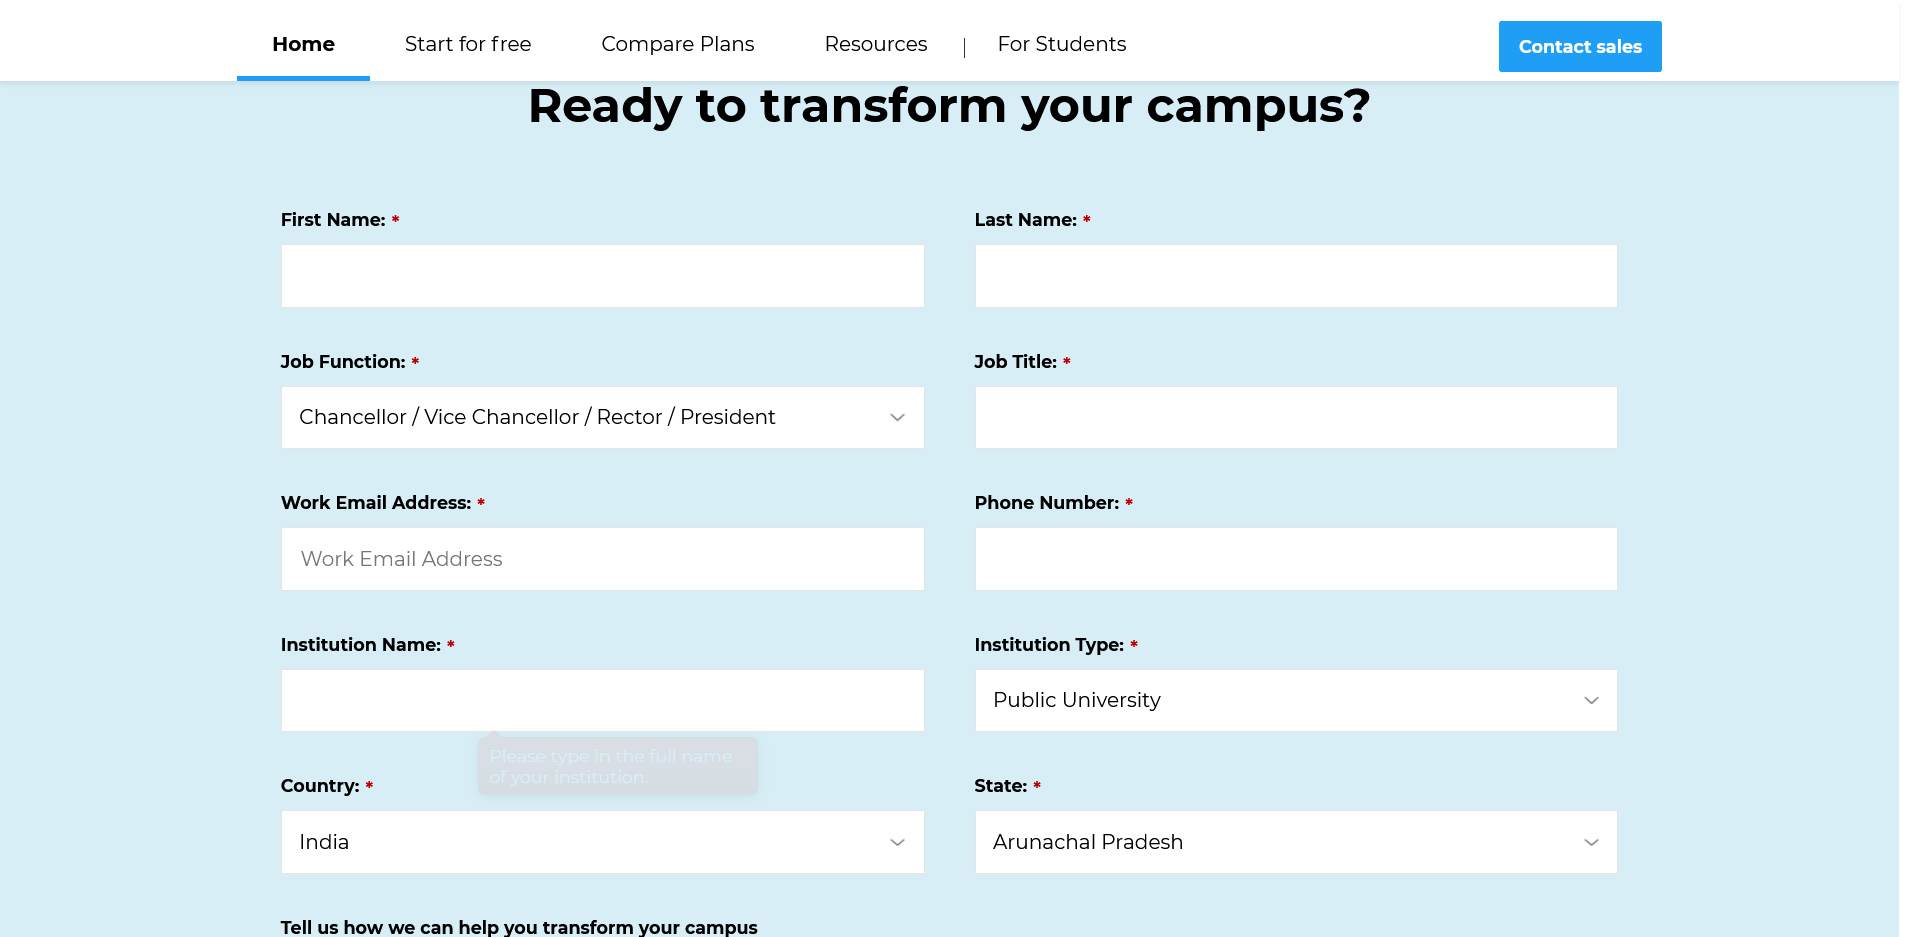 Home Start for free Compare Plans Resources | For Students Contact sales
Ready to transform your campus?
First Name: * Last Name: *
Job Function: * Job Title: *
Chancellor / Vice Chancellor / Rector / President
Work Email Address: * Phone Number: *
Work Email Address
Institution Name: * Institution Type: *
Public University
Please type in the full name
of your institution.
Country: * State: *
India Arunachal Pradesh
Tell us how we can help you transform your campus